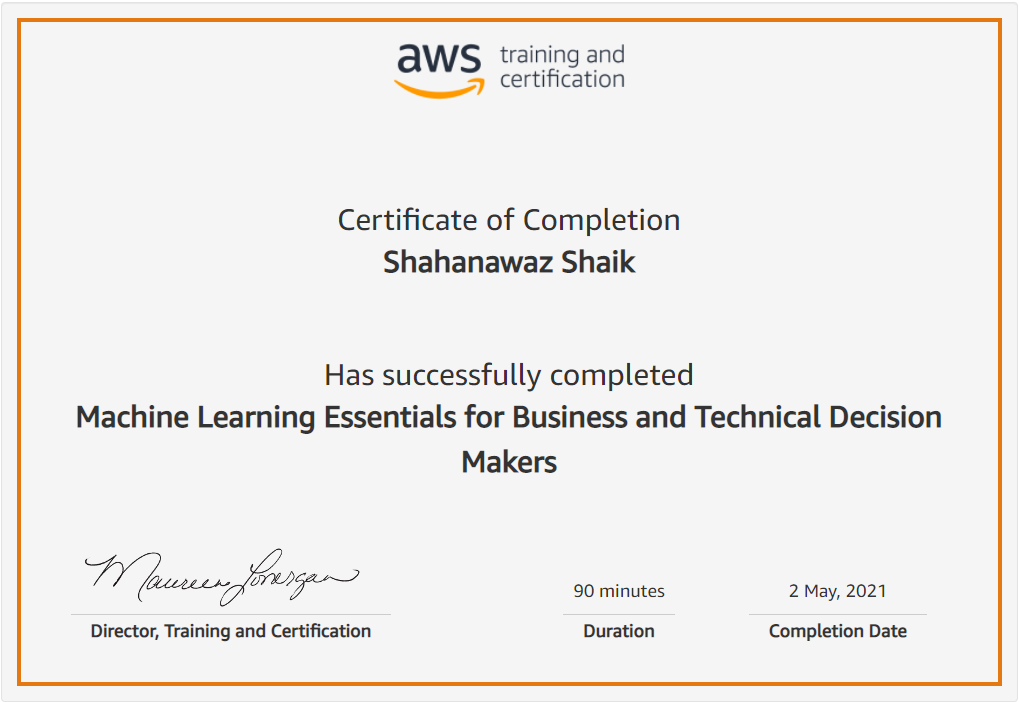 aws training and
certification
Certificate of Completion
Shahanawaz Shaik
Has successfully completed
Machine Learning Essentials for Business and Technical Decision
Makers
Maureen Lonergan
90 minutes
2 May, 2021
Director, Training and Certification
Duration
Completion Date